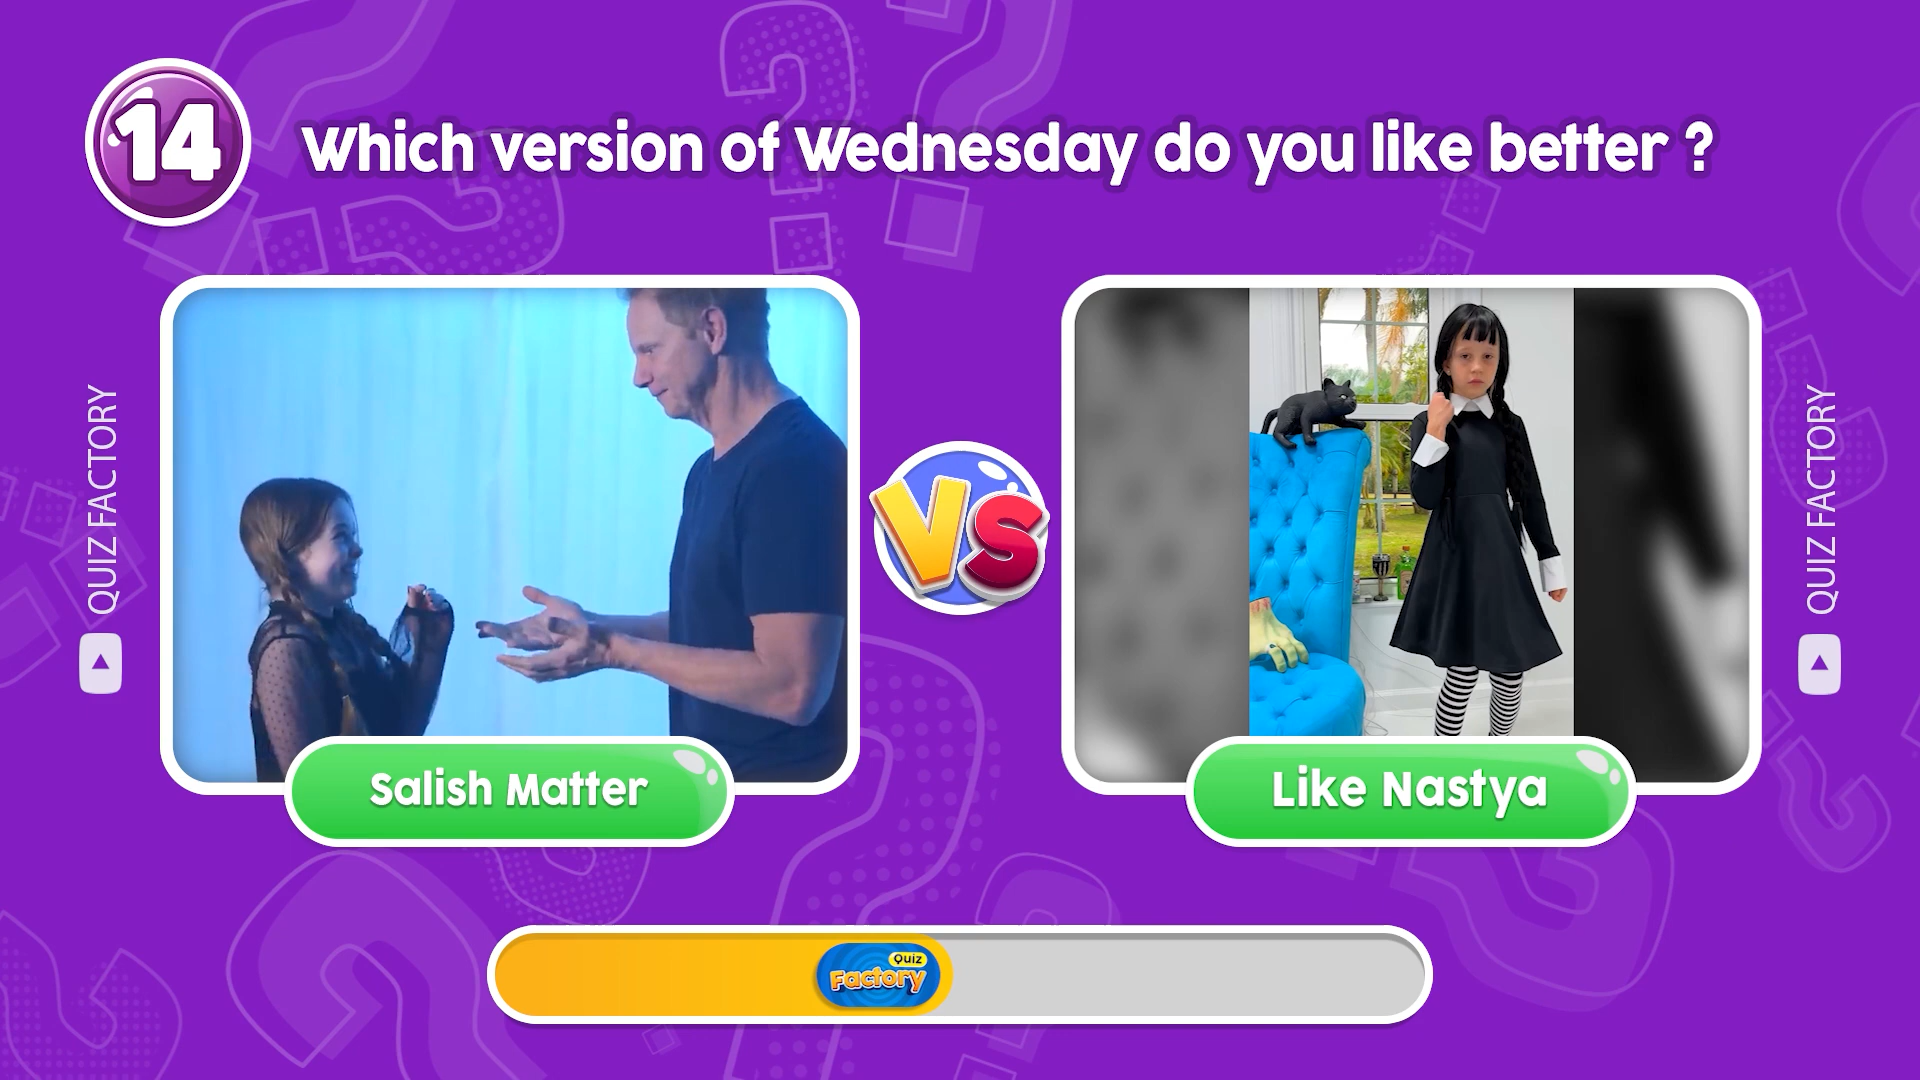 14
Which version of Wednesday do you like better ?
QUIZ FACTORY
VS
QUIZ FACTORY
Salish Matter
Like Nastya
Quiz
Factory